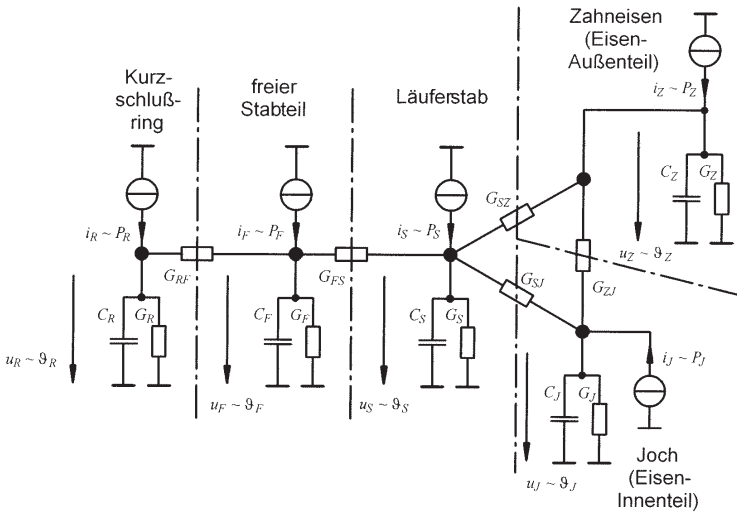 Zahneisen
(Eisen-
Außenteil)
Kurz-
schluß-
ring
freier
Stabteil
Läuferstab
i_Z ~ P_Z
C_Z
G_Z
G_SZ
i_R ~ P_R
i_F ~ P_F
i_S ~ P_S
u_Z ~ ϑ_Z
G_RF
G_FS
G_SJ
G_ZJ
C_R
G_R
C_F
G_F
C_S
G_S
u_R ~ ϑ_R
i_J ~ P_J
C_J
G_J
u_F ~ ϑ_F
u_S ~ ϑ_S
u_J ~ ϑ_J
Joch
(Eisen-
Innenteil)